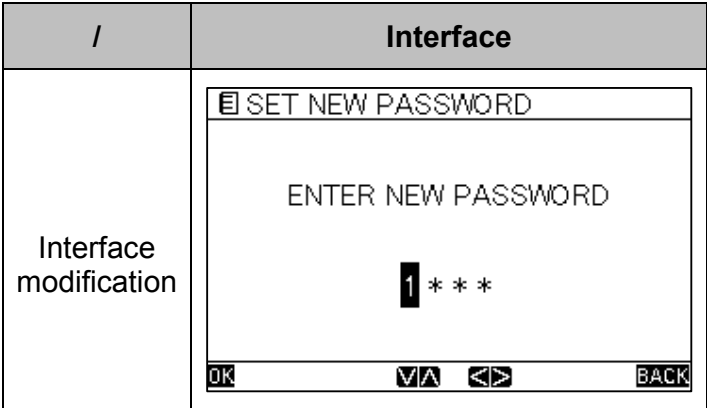 / Interface
SET NEW PASSWORD
ENTER NEW PASSWORD
Interface
modification
1 * * *
OK BACK